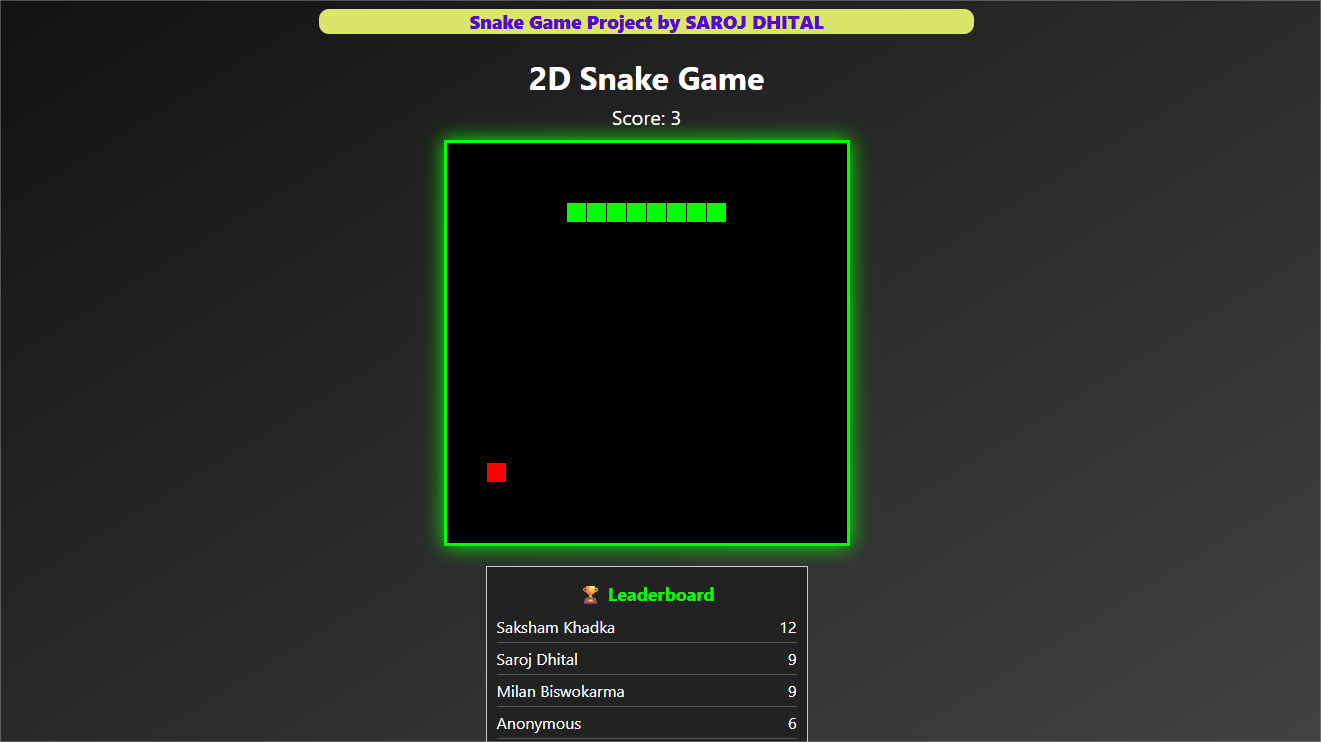 Snake Game Project by SAROJ DHITAL
2D Snake Game
Score: 3
🏆 Leaderboard
Saksham Khadka 12
Saroj Dhital 9
Milan Biswokarma 9
Anonymous 6